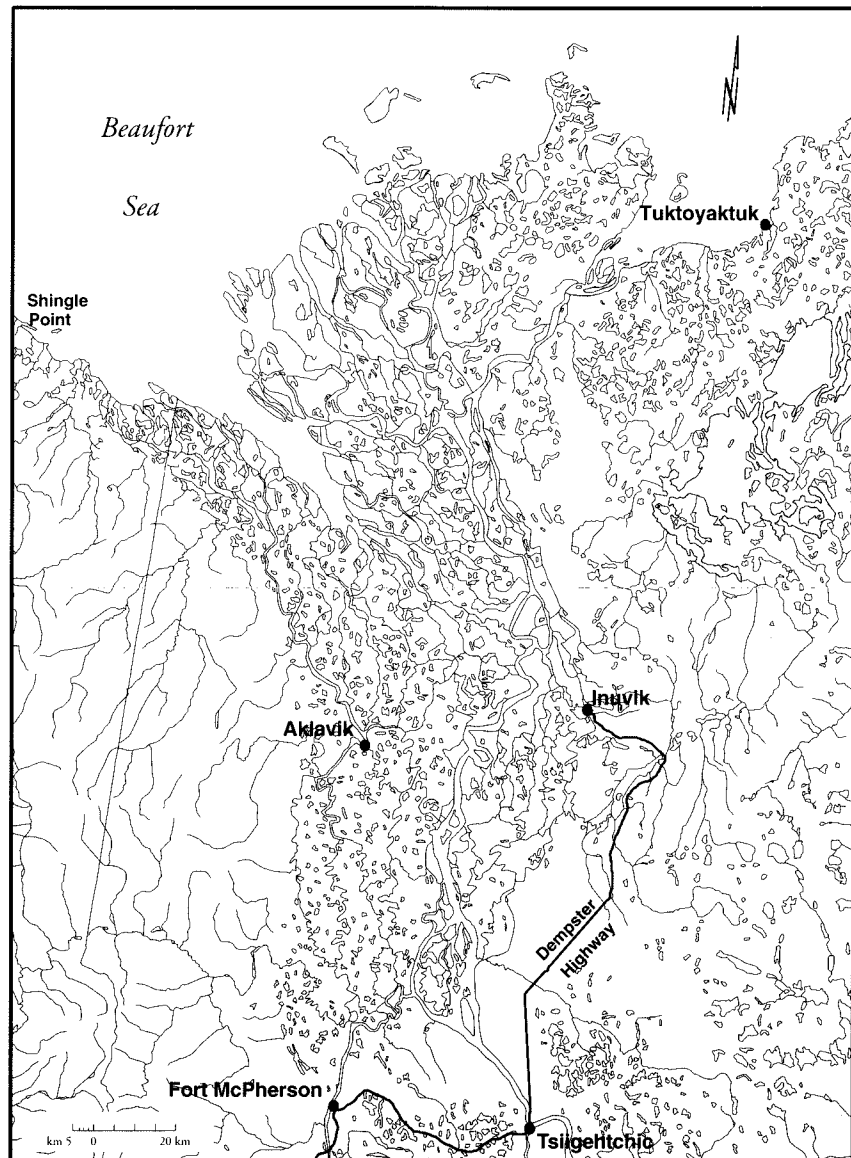 Beaufort
Sea
N
Tuktoyaktuk
Shingle
Point
Inuvik
Aklavik
Dempster
Highway
Fort McPherson
Tsiigehtchic
km 5 0 20 km